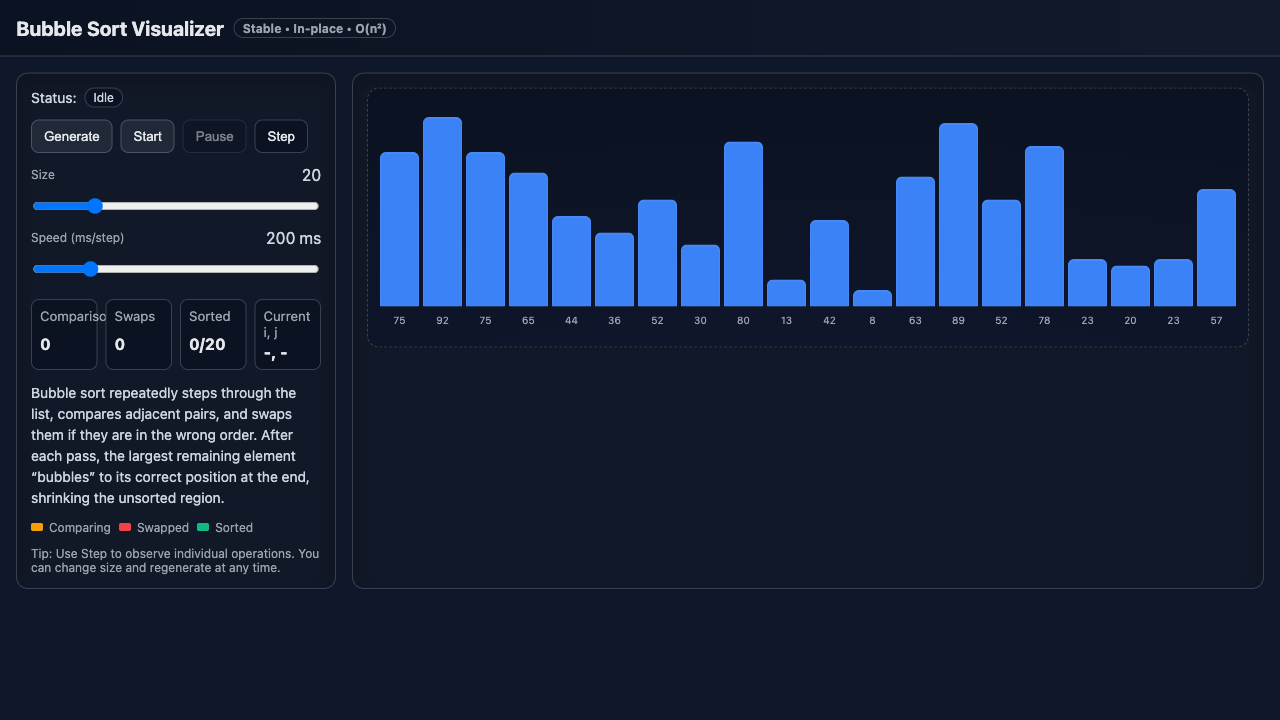 Bubble Sort Visualizer
Stable • In-place • O(n²)
Status: Idle
Generate Start Pause Step
Size 20
Speed (ms/step) 200 ms
Compariso Swaps Sorted Current
i, j
0 0 0/20 -, -
Bubble sort repeatedly steps through the
list, compares adjacent pairs, and swaps
them if they are in the wrong order. After
each pass, the largest remaining element
“bubbles” to its correct position at the end,
shrinking the unsorted region.
Comparing Swapped Sorted
Tip: Use Step to observe individual operations. You
can change size and regenerate at any time.
75 92 75 65 44 36 52 30 80 13 42 8 63 89 52 78 23 20 23 57